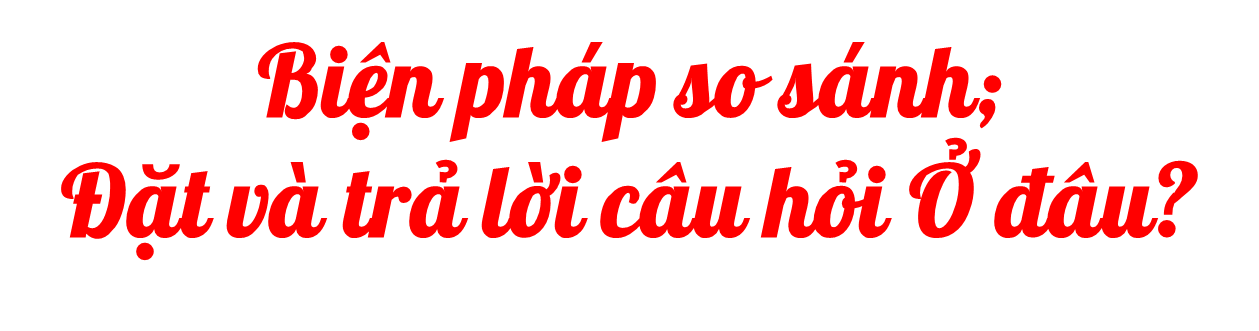 Biện pháp so sánh;
Đặt và trả lời câu hỏi Ở đâu?